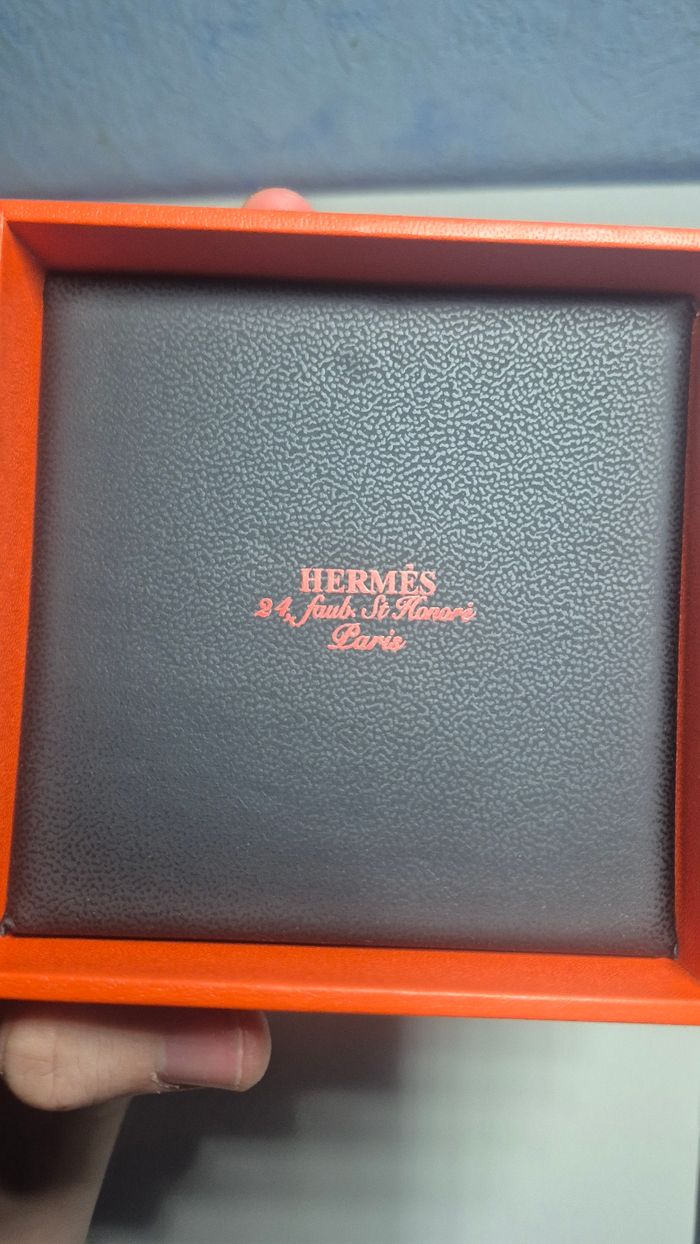 HERMÈS
24, faub. St Honoré
Paris